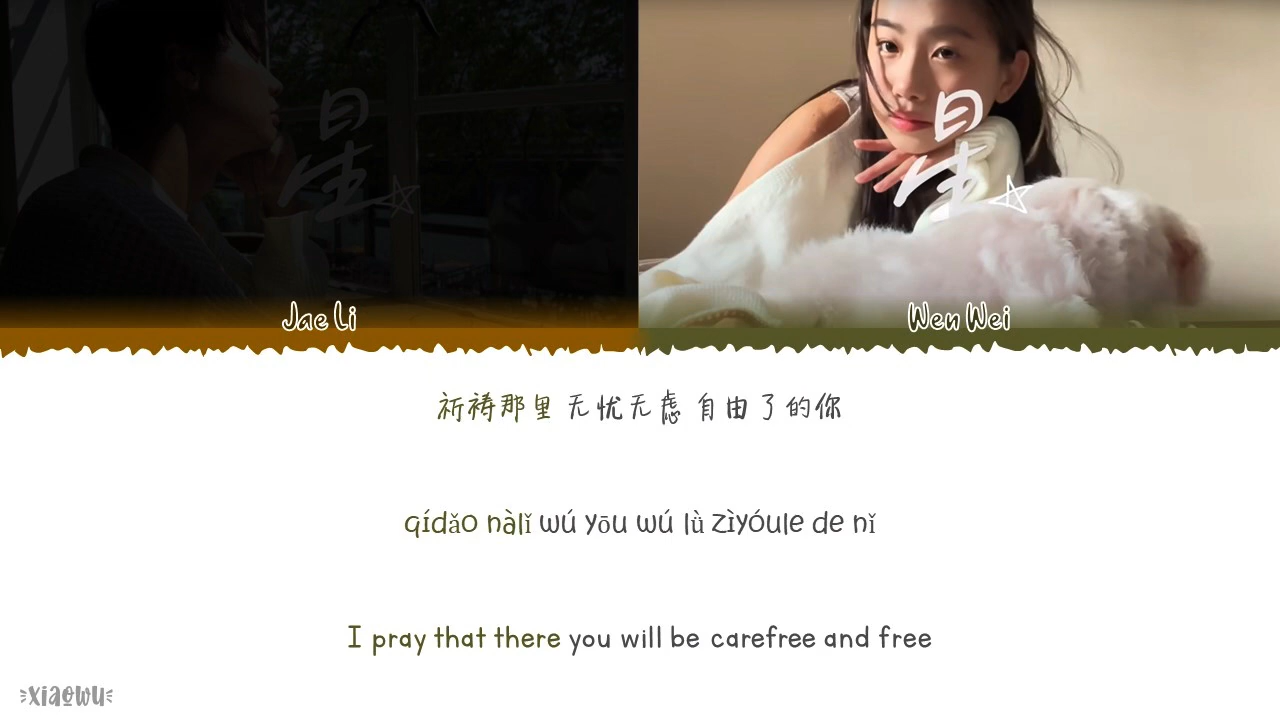 星
星
Jae Li
Wen Wei
祈祷那里 无忧无虑 自由了的你
qídǎo nàlǐ wú yōu wú lǜ zìyóule de nǐ
I pray that there you will be carefree and free
xiaowu